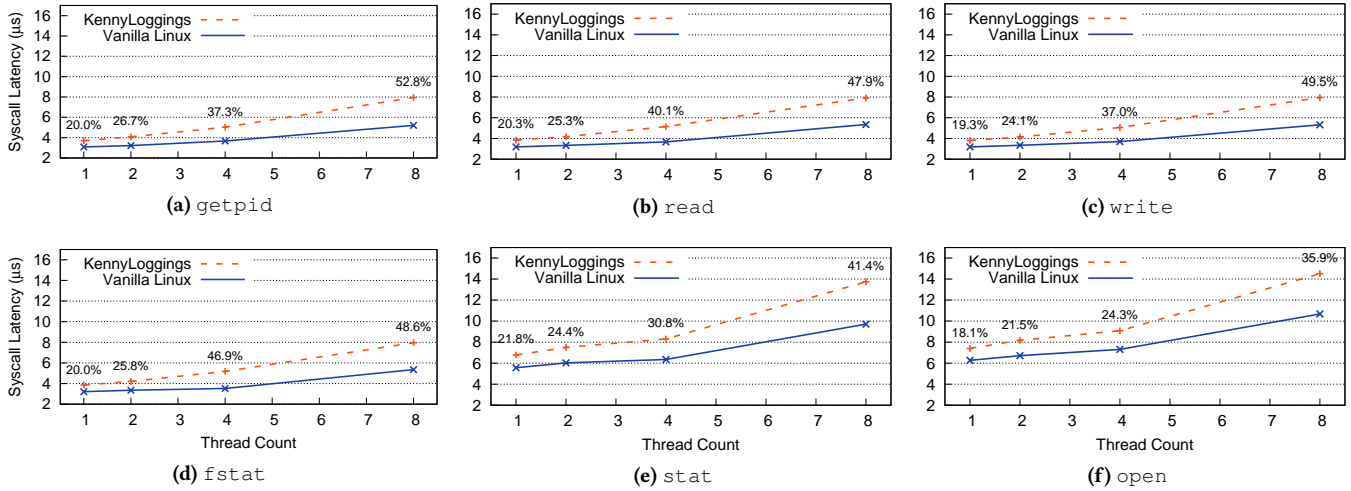 KennyLoggings
Vanilla Linux
Syscall Latency (µs)
16
14
12
10
8
6
4
2
20.0%
26.7%
37.3%
52.8%
1 2 3 4 5 6 7 8
(a) getpid
KennyLoggings
Vanilla Linux
16
14
12
10
8
6
4
2
20.3%
25.3%
40.1%
47.9%
1 2 3 4 5 6 7 8
(b) read
KennyLoggings
Vanilla Linux
16
14
12
10
8
6
4
2
19.3%
24.1%
37.0%
49.5%
1 2 3 4 5 6 7 8
(c) write
KennyLoggings
Vanilla Linux
Syscall Latency (µs)
16
14
12
10
8
6
4
2
20.0%
25.8%
46.9%
48.6%
1 2 3 4 5 6 7 8
Thread Count
(d) fstat
KennyLoggings
Vanilla Linux
16
14
12
10
8
6
4
2
21.8%
24.4%
30.8%
41.4%
1 2 3 4 5 6 7 8
Thread Count
(e) stat
KennyLoggings
Vanilla Linux
16
14
12
10
8
6
4
2
18.1%
21.5%
24.3%
35.9%
1 2 3 4 5 6 7 8
Thread Count
(f) open